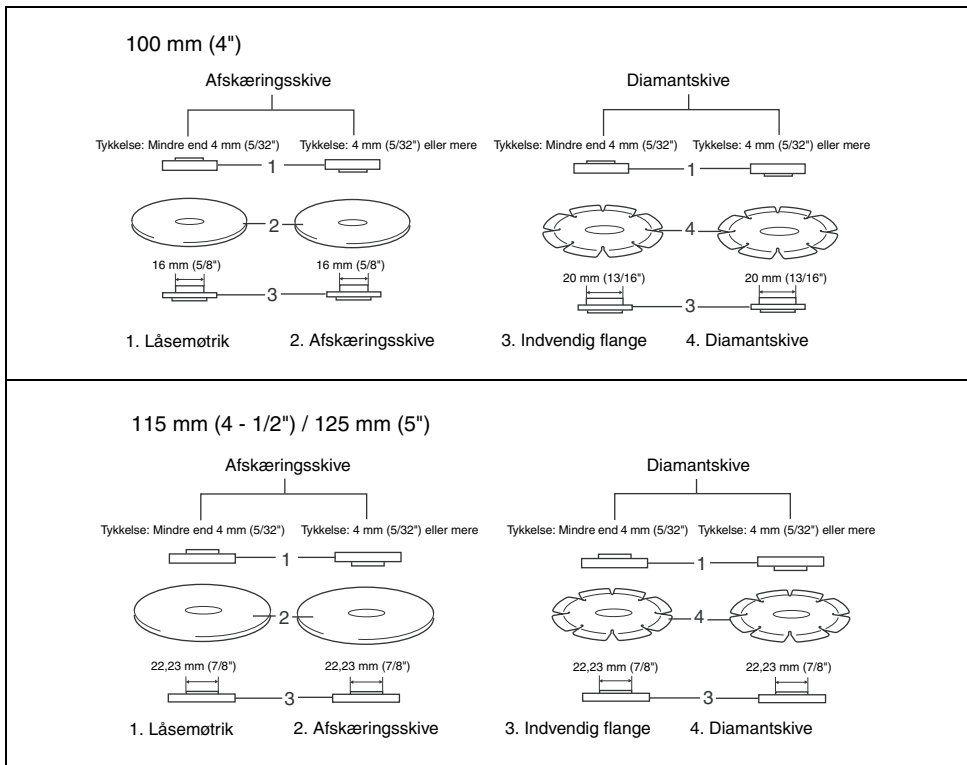 100 mm (4")
Afskæringsskive Diamantskive
Tykkelse: Mindre end 4 mm (5/32") Tykkelse: 4 mm (5/32") eller mere Tykkelse: Mindre end 4 mm (5/32") Tykkelse: 4 mm (5/32") eller mere
1 1
2 4
16 mm (5/8") 16 mm (5/8") 20 mm (13/16") 20 mm (13/16")
3 3
1. Låsemøtrik 2. Afskæringsskive 3. Indvendig flange 4. Diamantskive
115 mm (4 - 1/2") / 125 mm (5")
Afskæringsskive Diamantskive
Tykkelse: Mindre end 4 mm (5/32") Tykkelse: 4 mm (5/32") eller mere Tykkelse: Mindre end 4 mm (5/32") Tykkelse: 4 mm (5/32") eller mere
1 1
2 4
22,23 mm (7/8") 22,23 mm (7/8") 22,23 mm (7/8") 22,23 mm (7/8")
3 3
1. Låsemøtrik 2. Afskæringsskive 3. Indvendig flange 4. Diamantskive